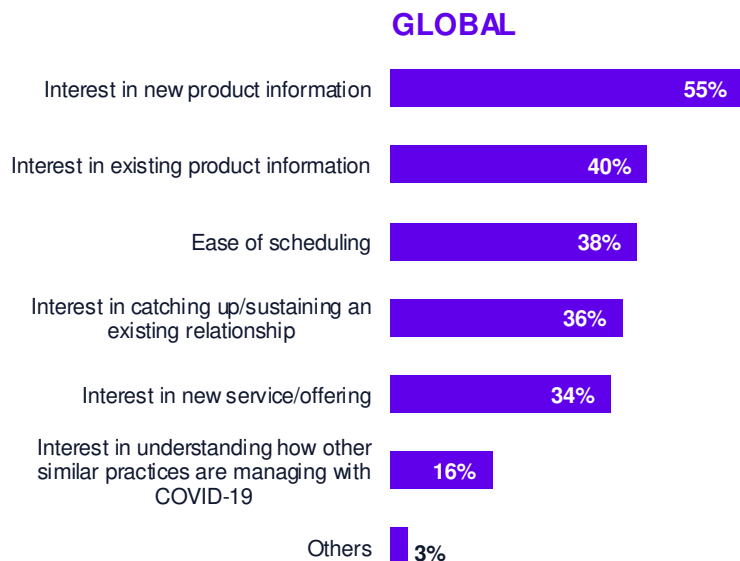 GLOBAL
Interest in new product information
55%
Interest in existing product information
40%
Ease of scheduling
38%
Interest in catching up/sustaining an
existing relationship
36%
Interest in new service/offering
34%
Interest in understanding how other
similar practices are managing with
COVID-19
16%
Others
3%